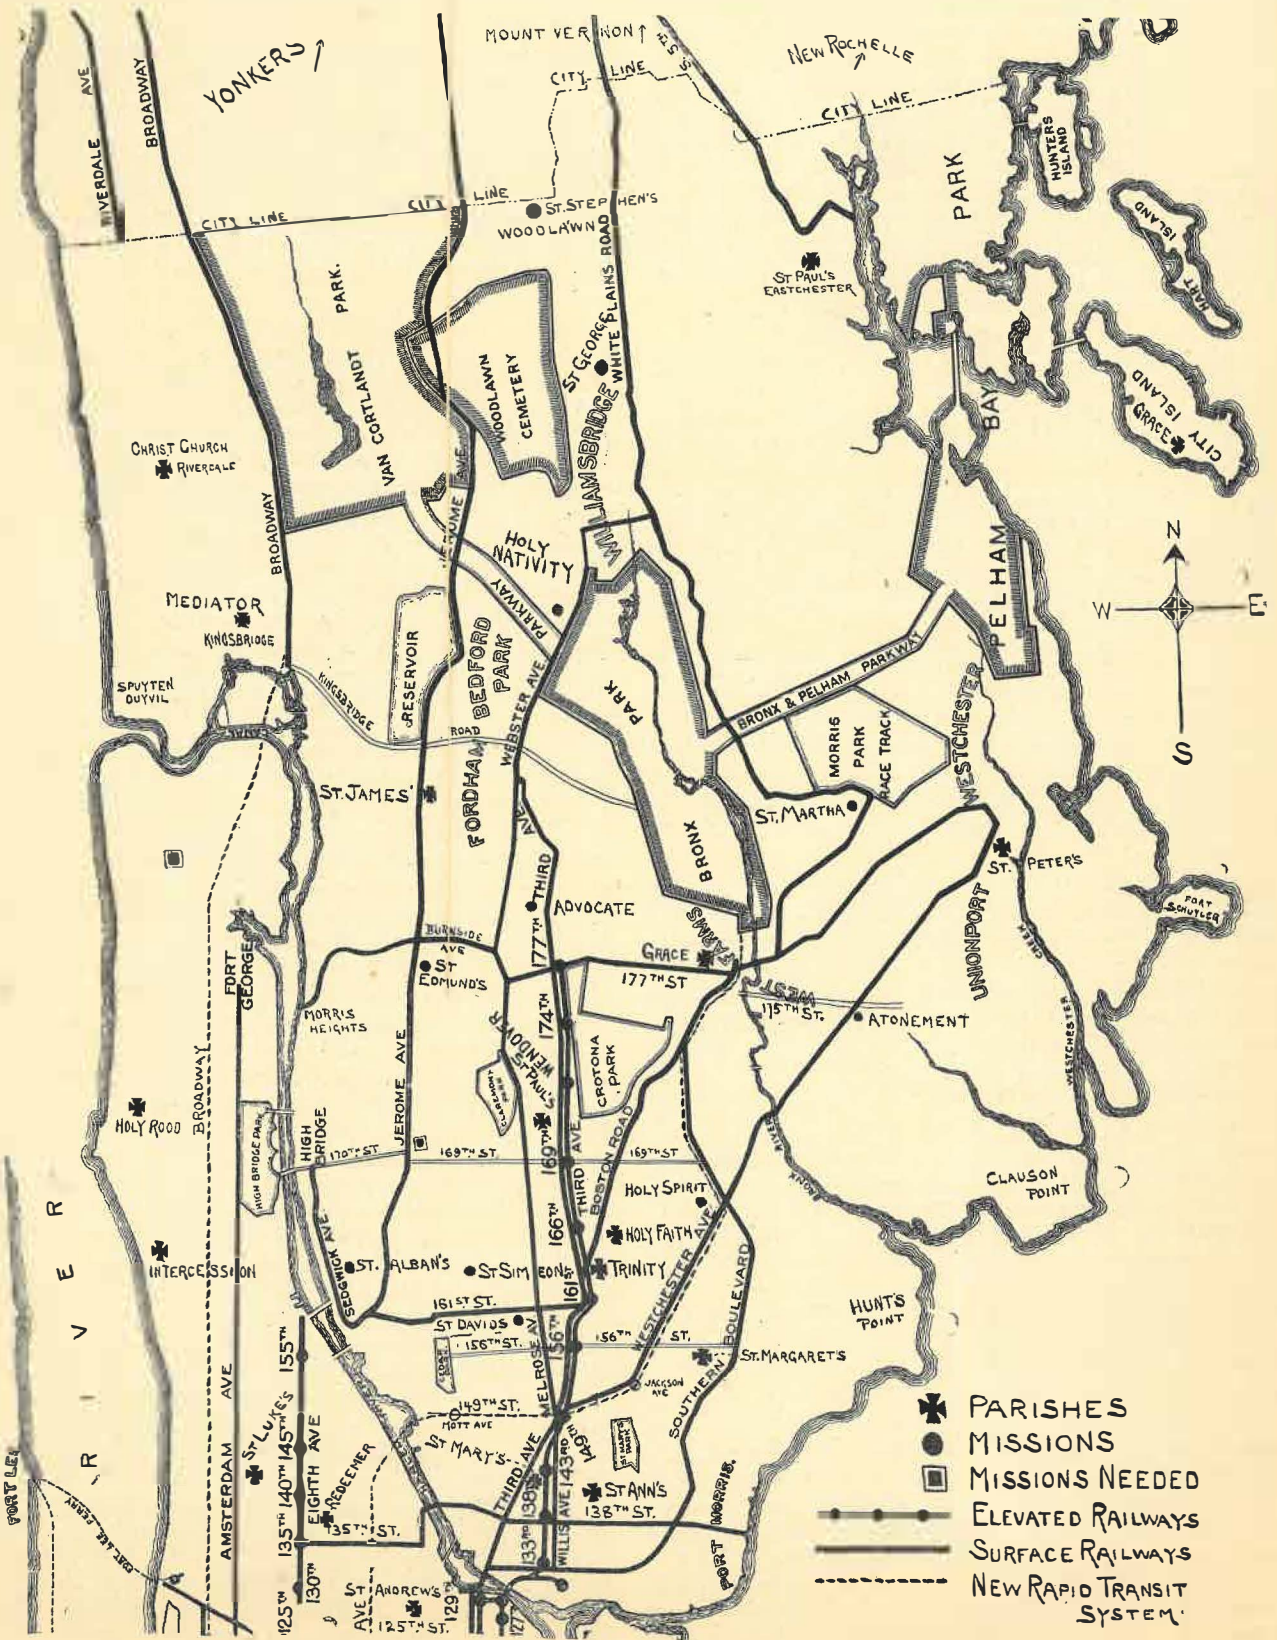 YONKERS
MOUNT VERNON
NEW ROCHELLE
5TH
RIVERDALE AVE
BROADWAY
CITY LINE
CITY LINE
CITY LINE
CITY LINE
ST. STEPHEN'S
WOODLAWN
PARK
HUNTERS
ISLAND
HART
ISLAND
ST PAUL'S
EASTCHESTER
VAN CORTLANDT
PARK.
WOODLAWN
CEMETERY
ST GEORGE
WHITE PLAINS ROAD
WILLIAMSBRIDGE
GRACE
CITY ISLAND
BAY
PELHAM
CHRIST CHURCH
RIVERDALE
BROADWAY
JEROME AVE.
HOLY
NATIVITY
PARKWAY
N
W
E
S
MEDIATOR
KINGSBRIDGE
SPUYTEN
DUYVIL
CANAL
KINGSBRIDGE
ROAD
RESERVOIR
BEDFORD
PARK
WEBSTER AVE.
FORDHAM
PARK
BRONX
BRONX & PELHAM PARKWAY
MORRIS
PARK
RACE TRACK
WESTCHESTER
ST. JAMES'
ST. MARTHA
ST. PETER'S
FORT
SCHUYLER
THIRD
AVE
177TH
ADVOCATE
BURNSIDE
AVE
ST
EDMUND'S
GRACE
WEST
FARMS
177TH ST
175TH ST.
ATONEMENT
UNIONPORT
WESTCHESTER
CREEK
FORT
GEORGE
MORRIS
HEIGHTS
174TH
WENDOVER
ST PAUL'S
CLAREMONT
PARK
CROTONA
PARK
BROADWAY
JEROME AVE
HOLY ROOD
HIGH BRIDGE PARK
HIGH
BRIDGE
170TH ST
169TH ST.
169TH
169TH ST
THIRD AVE
BOSTON ROAD
BRONX
RIVER
CLAUSON
POINT
HOLY SPIRIT
166TH
HOLY FAITH
TRINITY
RIVER
INTERCESSION
SEDGWICK AVE.
ST. ALBAN'S
ST SIMEON
161ST
161ST ST.
ST DAVIDS
156TH ST.
156TH
156TH ST.
MELROSE AV
WESTCHESTER AVE
BOULEVARD
SOUTHERN
ST. MARGARET'S
HUNT'S
POINT
JACKSON
AVE
149TH ST.
MOTT AVE
149TH
ST. MARY'S
ST MARY'S
PARK
155TH
145TH
140TH
135TH
130TH
125TH
ST LUKE'S
EIGHTH AVE
AMSTERDAM AVE
REDEEMER
135TH ST.
THIRD AVE
143RD
138TH
133RD
WILLIS AVE
ST ANN'S
138TH ST.
PORT MORRIS.
FORT LEE
FORT LEE FERRY
ST ANDREW'S
125TH ST.
AVE ST
129TH
127
PARISHES
MISSIONS
MISSIONS NEEDED
ELEVATED RAILWAYS
SURFACE RAILWAYS
NEW RAPID TRANSIT
SYSTEM.